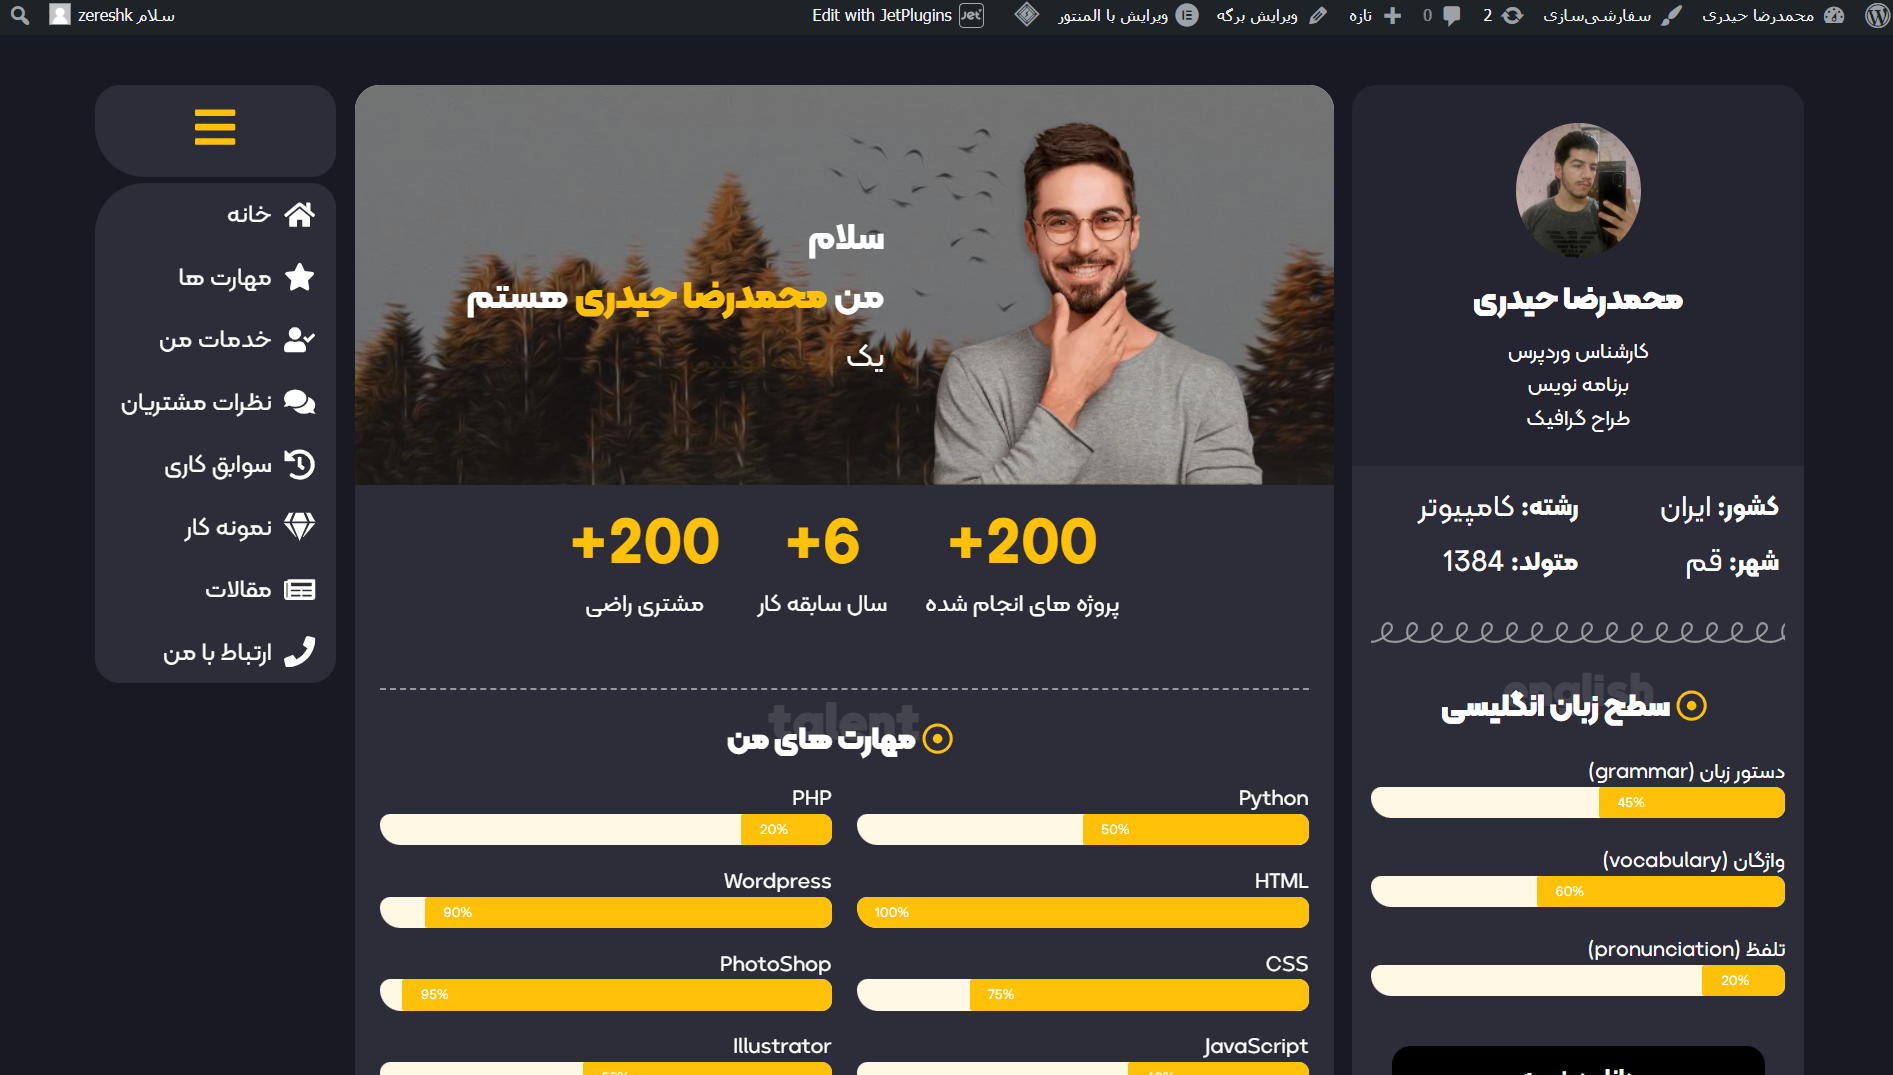 محمدرضا حیدری
سفارشی‌سازی
2
0
تازه
ویرایش برگه
ویرایش با المنتور
Edit with JetPlugins
سلام zereshk
محمدرضا حیدری
کارشناس وردپرس
برنامه نویس
طراح گرافیک
کشور: ایران
رشته: کامپیوتر
شهر: قم
متولد: 1384
english
سطح زبان انگلیسی
دستور زبان (grammar)
45%
واژگان (vocabulary)
60%
تلفظ (pronunciation)
20%
سلام
من محمدرضا حیدری هستم
یک
+200
پروژه های انجام شده
+6
سال سابقه کار
+200
مشتری راضی
talent
مهارت های من
Python
50%
PHP
20%
HTML
100%
Wordpress
90%
CSS
75%
PhotoShop
95%
JavaScript
Illustrator
خانه
مهارت ها
خدمات من
نظرات مشتریان
سوابق کاری
نمونه کار
مقالات
ارتباط با من